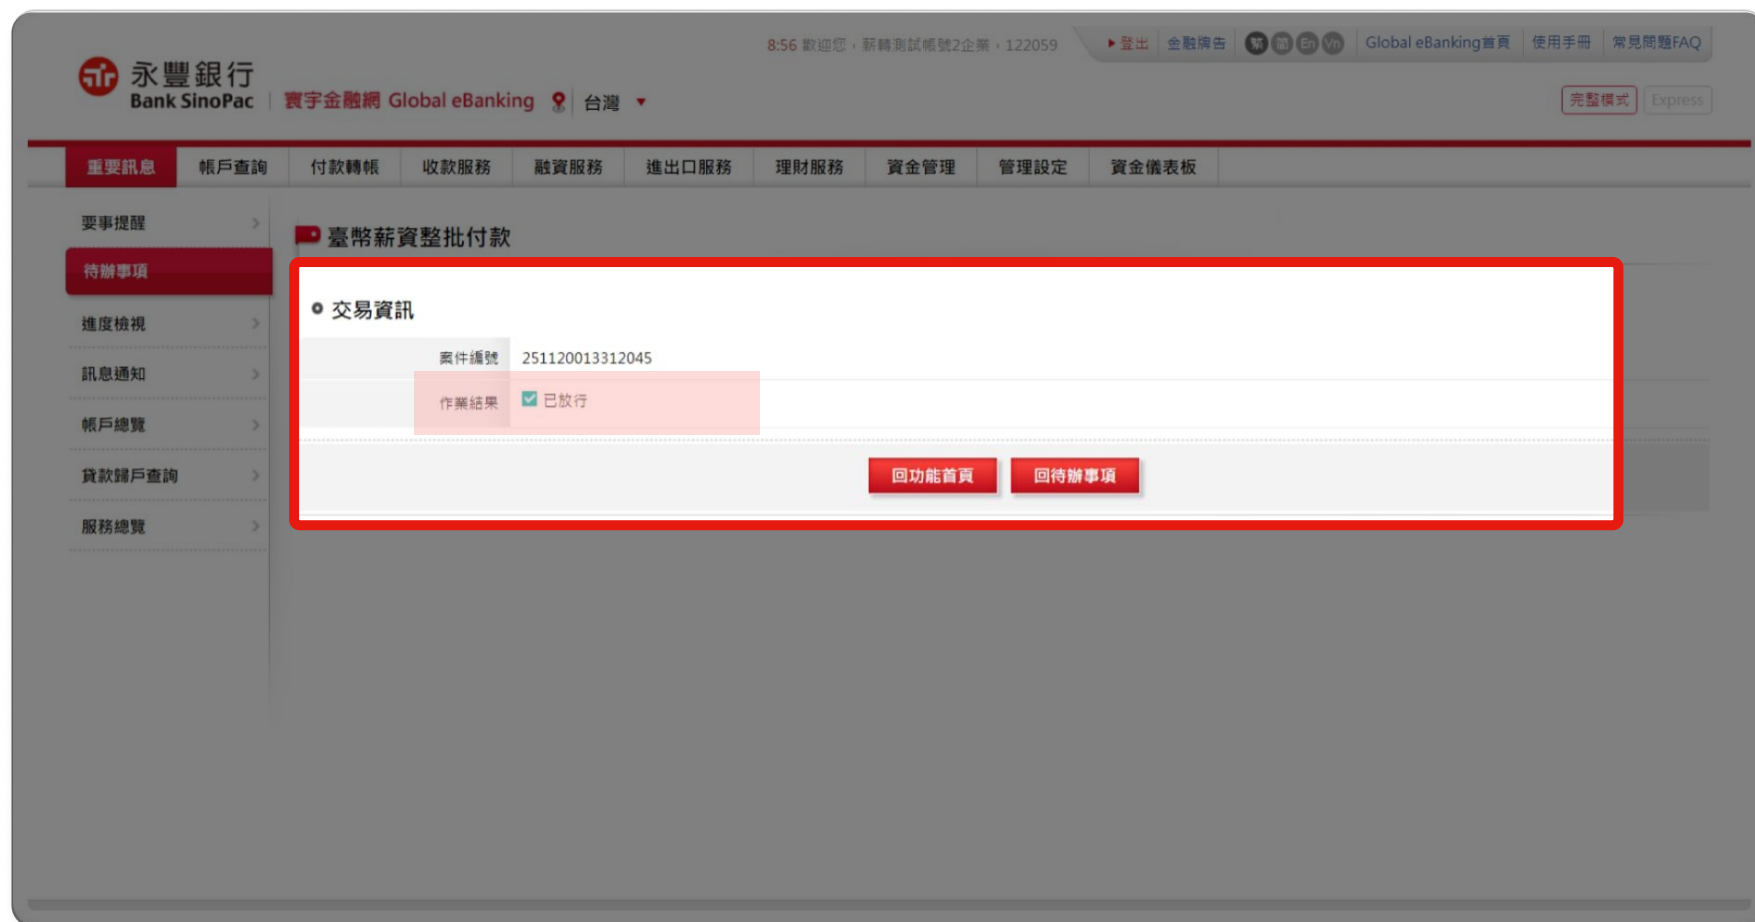 8:56 歡迎您，薪轉測試帳號2企業，122059
登出 金融牌告 繁 简 En Vn Global eBanking首頁 使用手冊 常見問題FAQ
永豐銀行
Bank SinoPac 寰宇金融網 Global eBanking 台灣
完整模式 Express
重要訊息 帳戶查詢 付款轉帳 收款服務 融資服務 進出口服務 理財服務 資金管理 管理設定 資金儀表板
要事提醒
待辦事項
進度檢視
訊息通知
帳戶總覽
貸款歸戶查詢
服務總覽
臺幣薪資整批付款
交易資訊
案件編號 251120013312045
作業結果 已放行
回功能首頁 回待辦事項